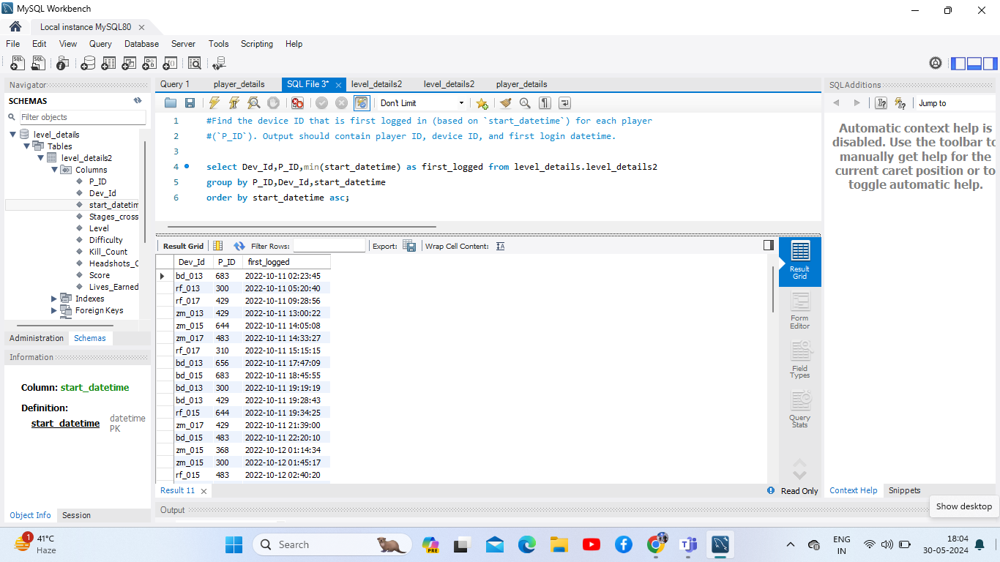 MySQL Workbench
Local instance MySQL80
File Edit View Query Database Server Tools Scripting Help
Navigator
SCHEMAS
Filter objects
level_details
Tables
level_details2
Columns
P_ID
Dev_Id
start_datetim
Stages_cross
Level
Difficulty
Kill_Count
Headshots_C
Score
Lives_Earned
Indexes
Foreign Keys
Administration Schemas
Information
Column: start_datetime
Definition:
start_datetime datetime
PK
Object Info Session
Query 1 player_details SQL File 3* level_details2 level_details2 player_details
Don't Limit
1 #Find the device ID that is first logged in (based on `start_datetime`) for each player
2 #(`P_ID`). Output should contain player ID, device ID, and first login datetime.
3
4 select Dev_Id,P_ID,min(start_datetime) as first_logged from level_details.level_details2
5 group by P_ID,Dev_Id,start_datetime
6 order by start_datetime asc;
Result Grid Filter Rows: Export: Wrap Cell Content:
Dev_Id P_ID first_logged
bd_013 683 2022-10-11 02:23:45
rf_013 300 2022-10-11 05:20:40
rf_017 429 2022-10-11 09:28:56
zm_013 429 2022-10-11 13:00:22
zm_015 644 2022-10-11 14:05:08
zm_017 483 2022-10-11 14:33:27
rf_017 310 2022-10-11 15:15:15
bd_013 656 2022-10-11 17:47:09
bd_015 683 2022-10-11 18:45:55
bd_013 300 2022-10-11 19:19:19
bd_013 429 2022-10-11 19:28:43
rf_015 644 2022-10-11 19:34:25
zm_017 429 2022-10-11 21:39:00
bd_015 483 2022-10-11 22:20:10
zm_015 368 2022-10-12 01:14:34
zm_015 300 2022-10-12 01:45:17
rf_015 483 2022-10-12 02:40:20
Result
Grid
Form
Editor
Field
Types
Query
Stats
Result 11 Read Only
Output
SQLAdditions
Jump to
Automatic context help is
disabled. Use the toolbar to
manually get help for the
current caret position or to
toggle automatic help.
Context Help Snippets
Show desktop
1
41°C
Haze
Search
PRE
ENG
IN
18:04
30-05-2024